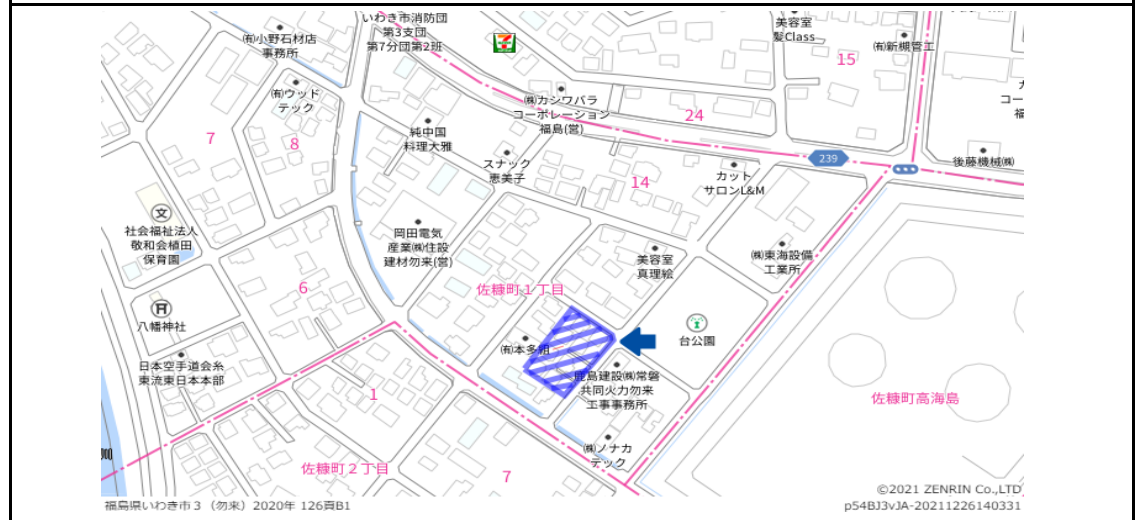 いわき市消防団
第3支団
第7分団第2班
㈲小野石材店
事務所
美容室
髪Class
㈲新槻管工
15
㈲ウッド
テック
㈱カシワバラ
コーポレーション
福島(営)
24
7
8
純中国
料理大雅
スナック
恵美子
239
後藤機械㈱
14
カット
サロンL&M
社会福祉法人
敬和会植田
保育園
岡田電気
産業㈱住設
建材勿来(営)
美容室
真理絵
㈱東海設備
工業所
6
佐糠町1丁目
八幡神社
台公園
㈲本多組
日本空手道会糸
東流東日本本部
鹿島建設㈱常磐
共同火力勿来
工事事務所
1
佐糠町高海島
㈱ノナカ
テック
佐糠町2丁目
7
©2021 ZENRIN Co.,LTD
福島県いわき市3（勿来）2020年 126頁B1
p54BJ3vJA-20211226140331